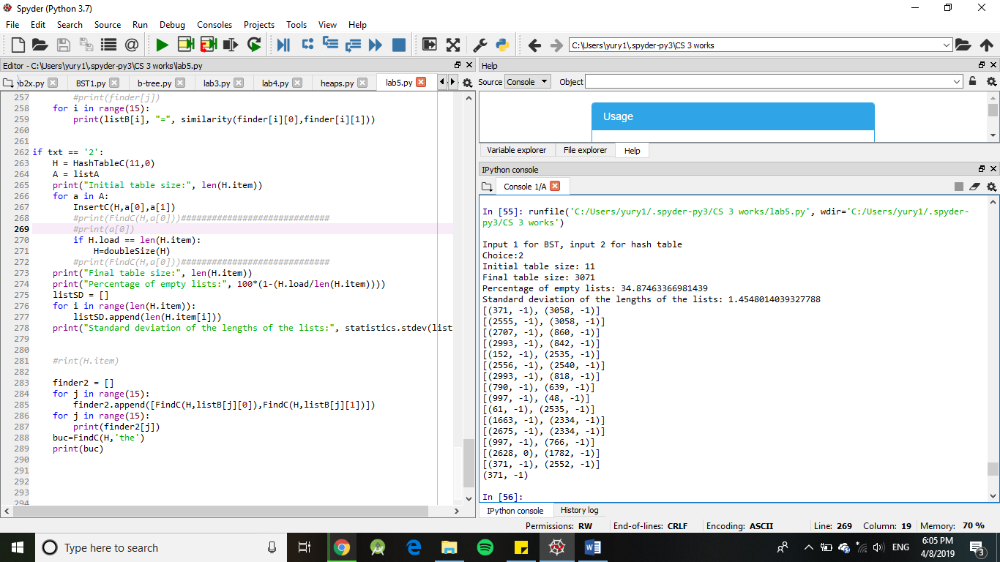 Spyder (Python 3.7)
File Edit Search Source Run Debug Consoles Projects Tools View Help
C:\Users\yury1\.spyder-py3\CS 3 works
Editor - C:\Users\yury1\.spyder-py3\CS 3 works\lab5.py
b2x.py BST1.py b-tree.py lab3.py lab4.py heaps.py lab5.py
257 #print(finder[j])
258 for i in range(15):
259 print(listB[i], "=", similarity(finder[i][0],finder[i][1]))
260
261
262 if txt == '2':
263 H = HashTableC(11,0)
264 A = listA
265 print("Initial table size:", len(H.item))
266 for a in A:
267 InsertC(H,a[0],a[1])
268 #print(FindC(H,a[0]))#############################
269 #print(a[0])
270 if H.load == len(H.item):
271 H=doubleSize(H)
272 #print(FindC(H,a[0]))#############################
273 print("Final table size:", len(H.item))
274 print("Percentage of empty lists:", 100*(1-(H.load/len(H.item))))
275 listSD = []
276 for i in range(len(H.item)):
277 listSD.append(len(H.item[i]))
278 print("Standard deviation of the lengths of the lists:", statistics.stdev(list
279
280
281 #rint(H.item)
282
283 finder2 = []
284 for j in range(15):
285 finder2.append([FindC(H,listB[j][0]),FindC(H,listB[j][1])])
286 for j in range(15):
287 print(finder2[j])
288 buc=FindC(H,'the')
289 print(buc)
290
291
292
293
294
Help
Source Console Object
Usage
Variable explorer File explorer Help
IPython console
Console 1/A
In [55]: runfile('C:/Users/yury1/.spyder-py3/CS 3 works/lab5.py', wdir='C:/Users/yury1/.spyder-
py3/CS 3 works')
Input 1 for BST, input 2 for hash table
Choice:2
Initial table size: 11
Final table size: 3071
Percentage of empty lists: 34.87463366981439
Standard deviation of the lengths of the lists: 1.4548014039327788
[(371, -1), (3058, -1)]
[(2555, -1), (3058, -1)]
[(2707, -1), (860, -1)]
[(2993, -1), (842, -1)]
[(152, -1), (2535, -1)]
[(2556, -1), (2540, -1)]
[(2993, -1), (818, -1)]
[(790, -1), (639, -1)]
[(997, -1), (48, -1)]
[(61, -1), (2535, -1)]
[(1663, -1), (2334, -1)]
[(2675, -1), (2334, -1)]
[(997, -1), (766, -1)]
[(2628, 0), (1782, -1)]
[(371, -1), (2552, -1)]
(371, -1)
In [56]:
IPython console History log
Permissions: RW End-of-lines: CRLF Encoding: ASCII Line: 269 Column: 19 Memory: 70 %
Type here to search
ENG
6:05 PM
4/8/2019
3